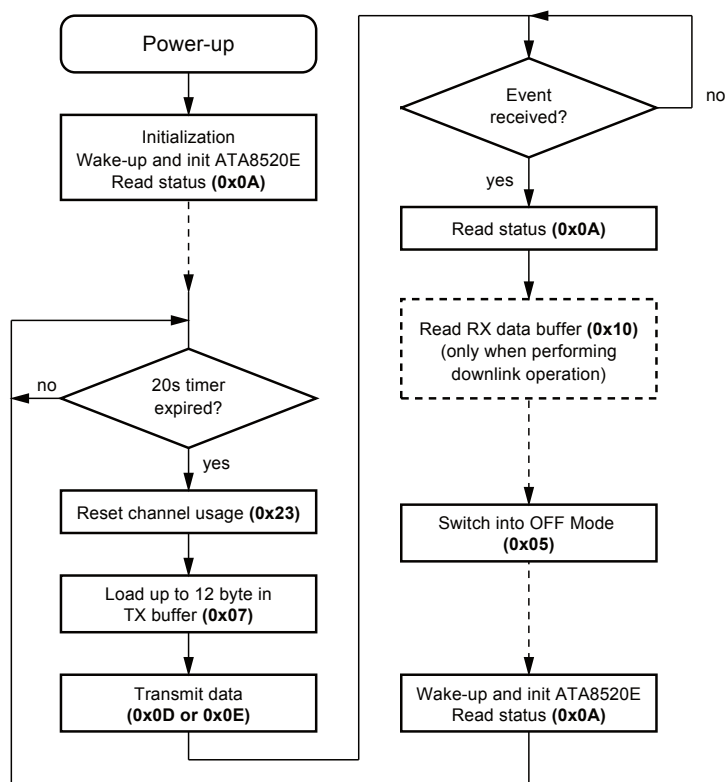 Power-up
Initialization
Wake-up and init ATA8520E
Read status (0x0A)
20s timer
expired?
no
yes
Reset channel usage (0x23)
Load up to 12 byte in
TX buffer (0x07)
Transmit data
(0x0D or 0x0E)
Event
received?
no
yes
Read status (0x0A)
Read RX data buffer (0x10)
(only when performing
downlink operation)
Switch into OFF Mode
(0x05)
Wake-up and init ATA8520E
Read status (0x0A)